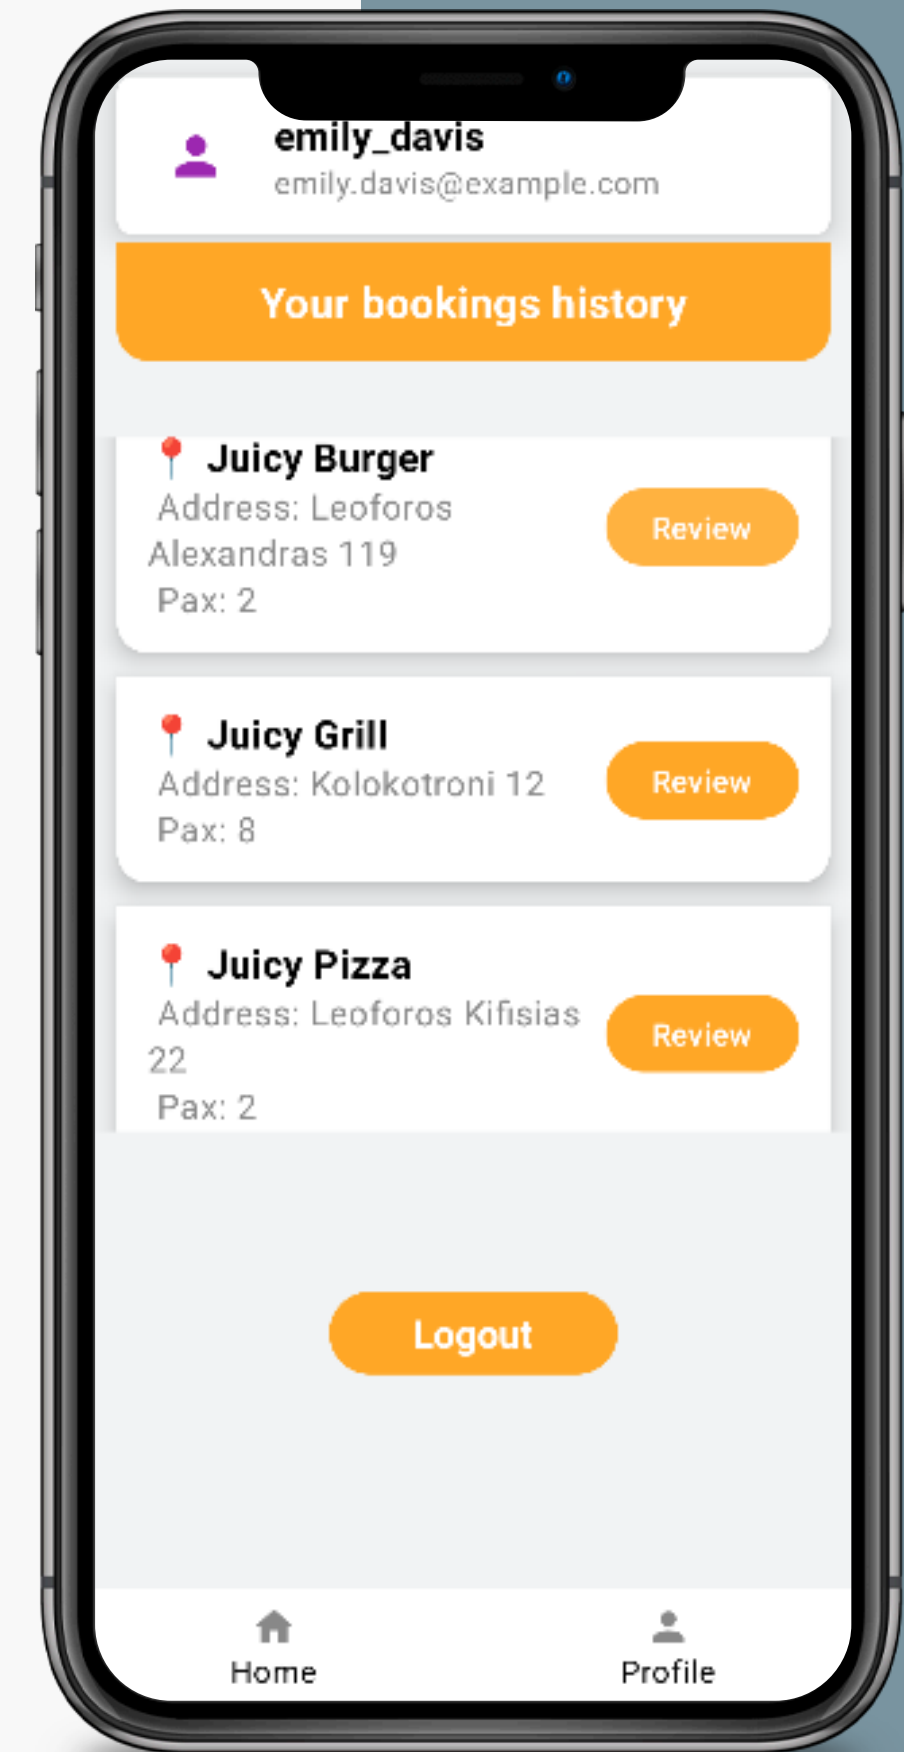 emily_davis
emily.davis@example.com
Your bookings history
Juicy Burger
Address: Leoforos
Alexandras 119
Pax: 2
Review
Juicy Grill
Address: Kolokotroni 12
Pax: 8
Review
Juicy Pizza
Address: Leoforos Kifisias
22
Pax: 2
Review
Logout
Home
Profile